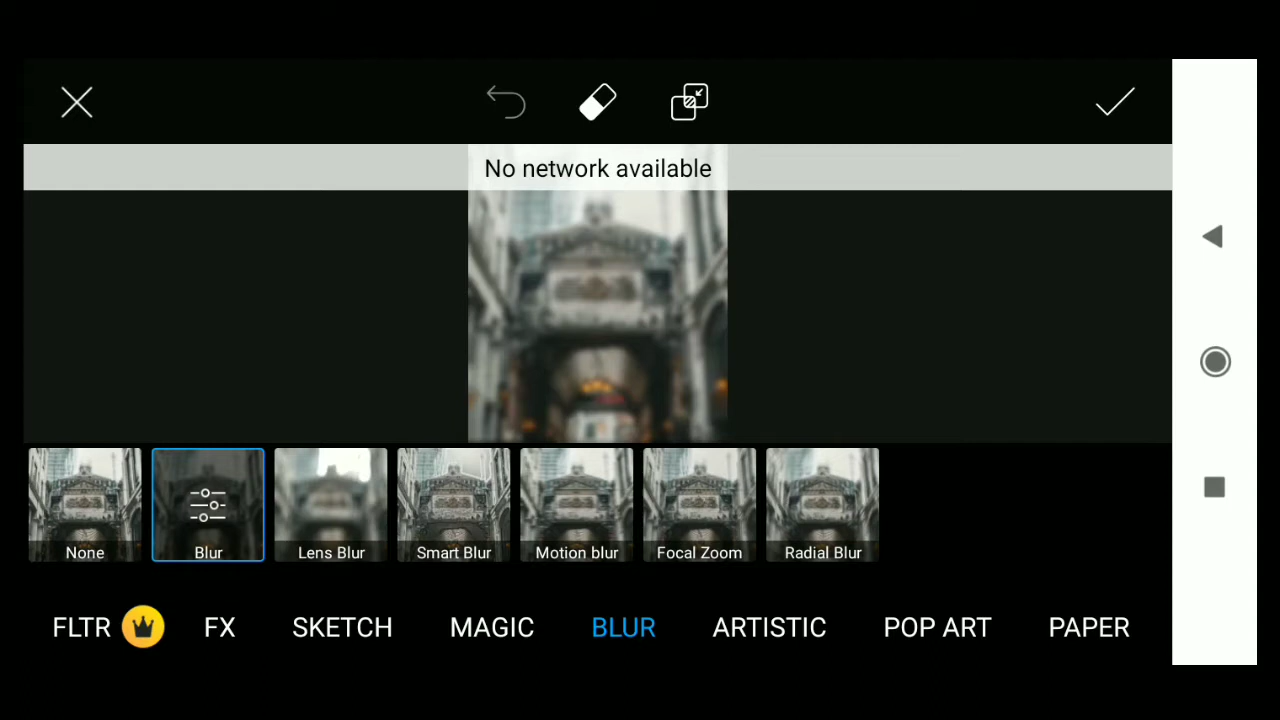 No network available
None
Blur
Lens Blur
Smart Blur
Motion blur
Focal Zoom
Radial Blur
FLTR
FX
SKETCH
MAGIC
BLUR
ARTISTIC
POP ART
PAPER